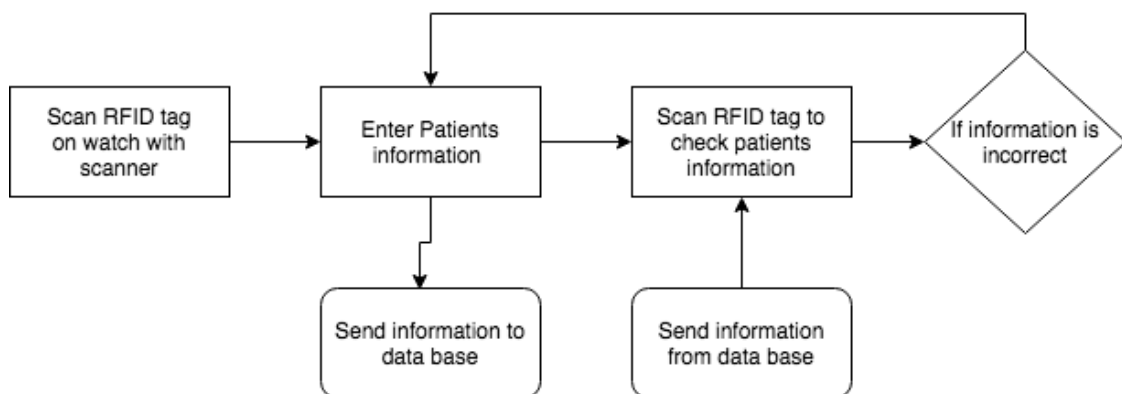 Scan RFID tag
on watch with
scanner
Enter Patients
information
Scan RFID tag to
check patients
information
If information is
incorrect
Send information to
data base
Send information
from data base